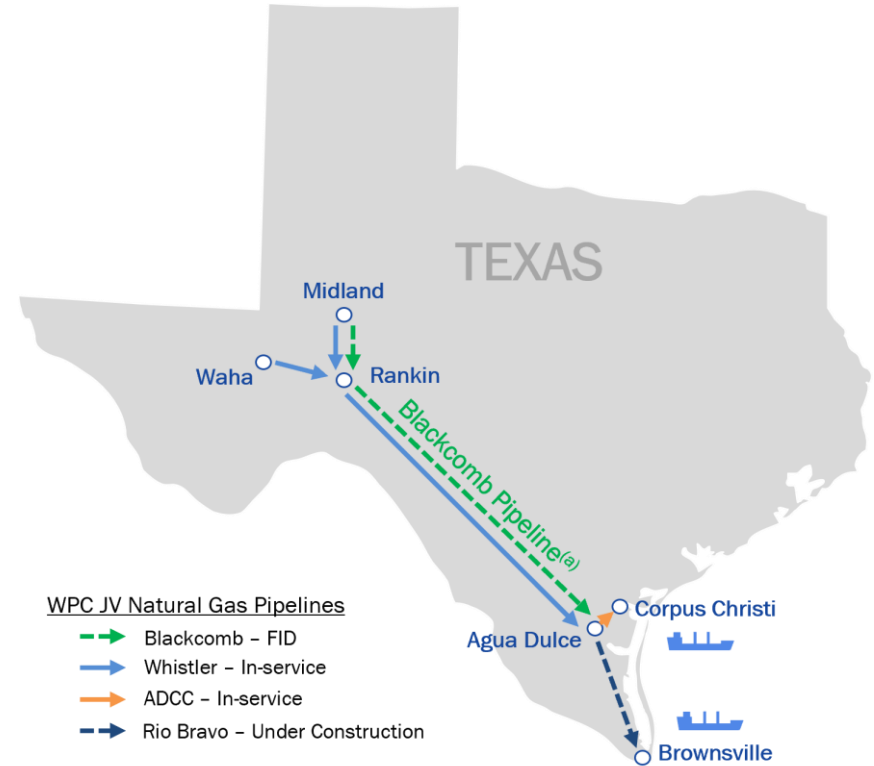 TEXAS
Midland
Waha
Rankin
Blackcomb Pipeline(a)
Corpus Christi
Agua Dulce
Brownsville
WPC JV Natural Gas Pipelines
Blackcomb – FID
Whistler – In-service
ADCC – In-service
Rio Bravo – Under Construction